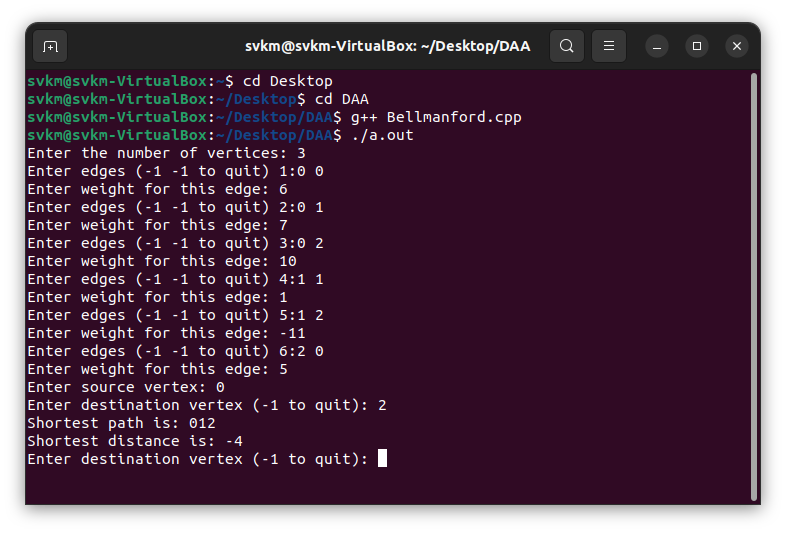 svkm@svkm-VirtualBox: ~/Desktop/DAA
svkm@svkm-VirtualBox:~$ cd Desktop
svkm@svkm-VirtualBox:~/Desktop$ cd DAA
svkm@svkm-VirtualBox:~/Desktop/DAA$ g++ Bellmanford.cpp
svkm@svkm-VirtualBox:~/Desktop/DAA$ ./a.out
Enter the number of vertices: 3
Enter edges (-1 -1 to quit) 1:0 0
Enter weight for this edge: 6
Enter edges (-1 -1 to quit) 2:0 1
Enter weight for this edge: 7
Enter edges (-1 -1 to quit) 3:0 2
Enter weight for this edge: 10
Enter edges (-1 -1 to quit) 4:1 1
Enter weight for this edge: 1
Enter edges (-1 -1 to quit) 5:1 2
Enter weight for this edge: -11
Enter edges (-1 -1 to quit) 6:2 0
Enter weight for this edge: 5
Enter source vertex: 0
Enter destination vertex (-1 to quit): 2
Shortest path is: 012
Shortest distance is: -4
Enter destination vertex (-1 to quit):